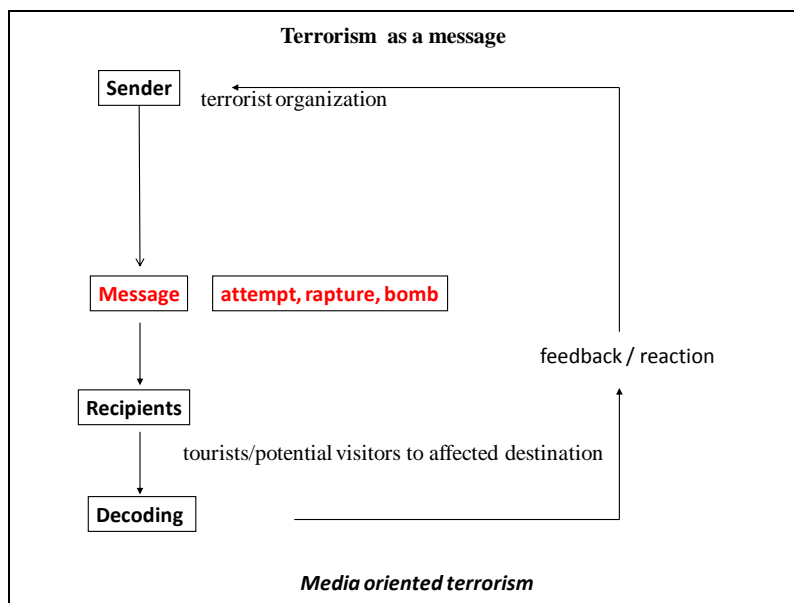 Terrorism as a message
Sender
terrorist organization
Message
attempt, rapture, bomb
feedback / reaction
Recipients
tourists/potential visitors to affected destination
Decoding
Media oriented terrorism